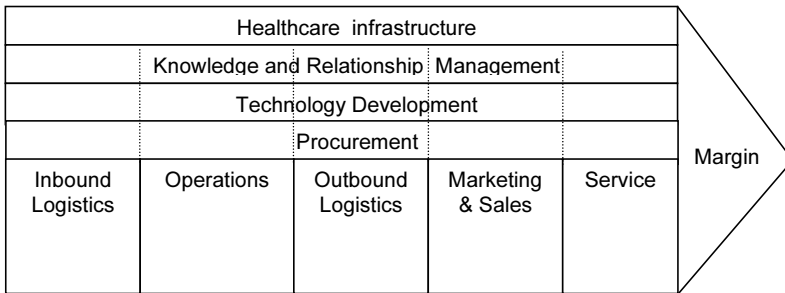 Healthcare infrastructure
Knowledge and Relationship Management
Technology Development
Procurement
Margin
Inbound
Logistics
Operations
Outbound
Logistics
Marketing
& Sales
Service